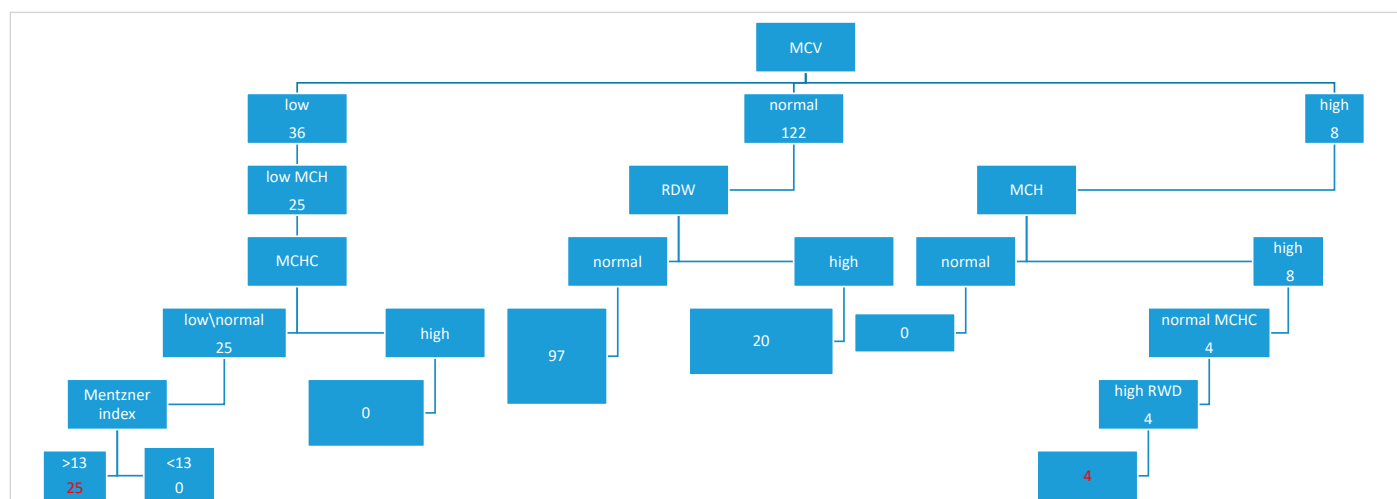 MCV
low
36
normal
122
high
8
low MCH
25
RDW
MCH
MCHC
normal
high
normal
high
8
low\normal
25
high
97
20
0
normal MCHC
4
Mentzner
index
0
high RWD
4
>13
25
<13
0
4